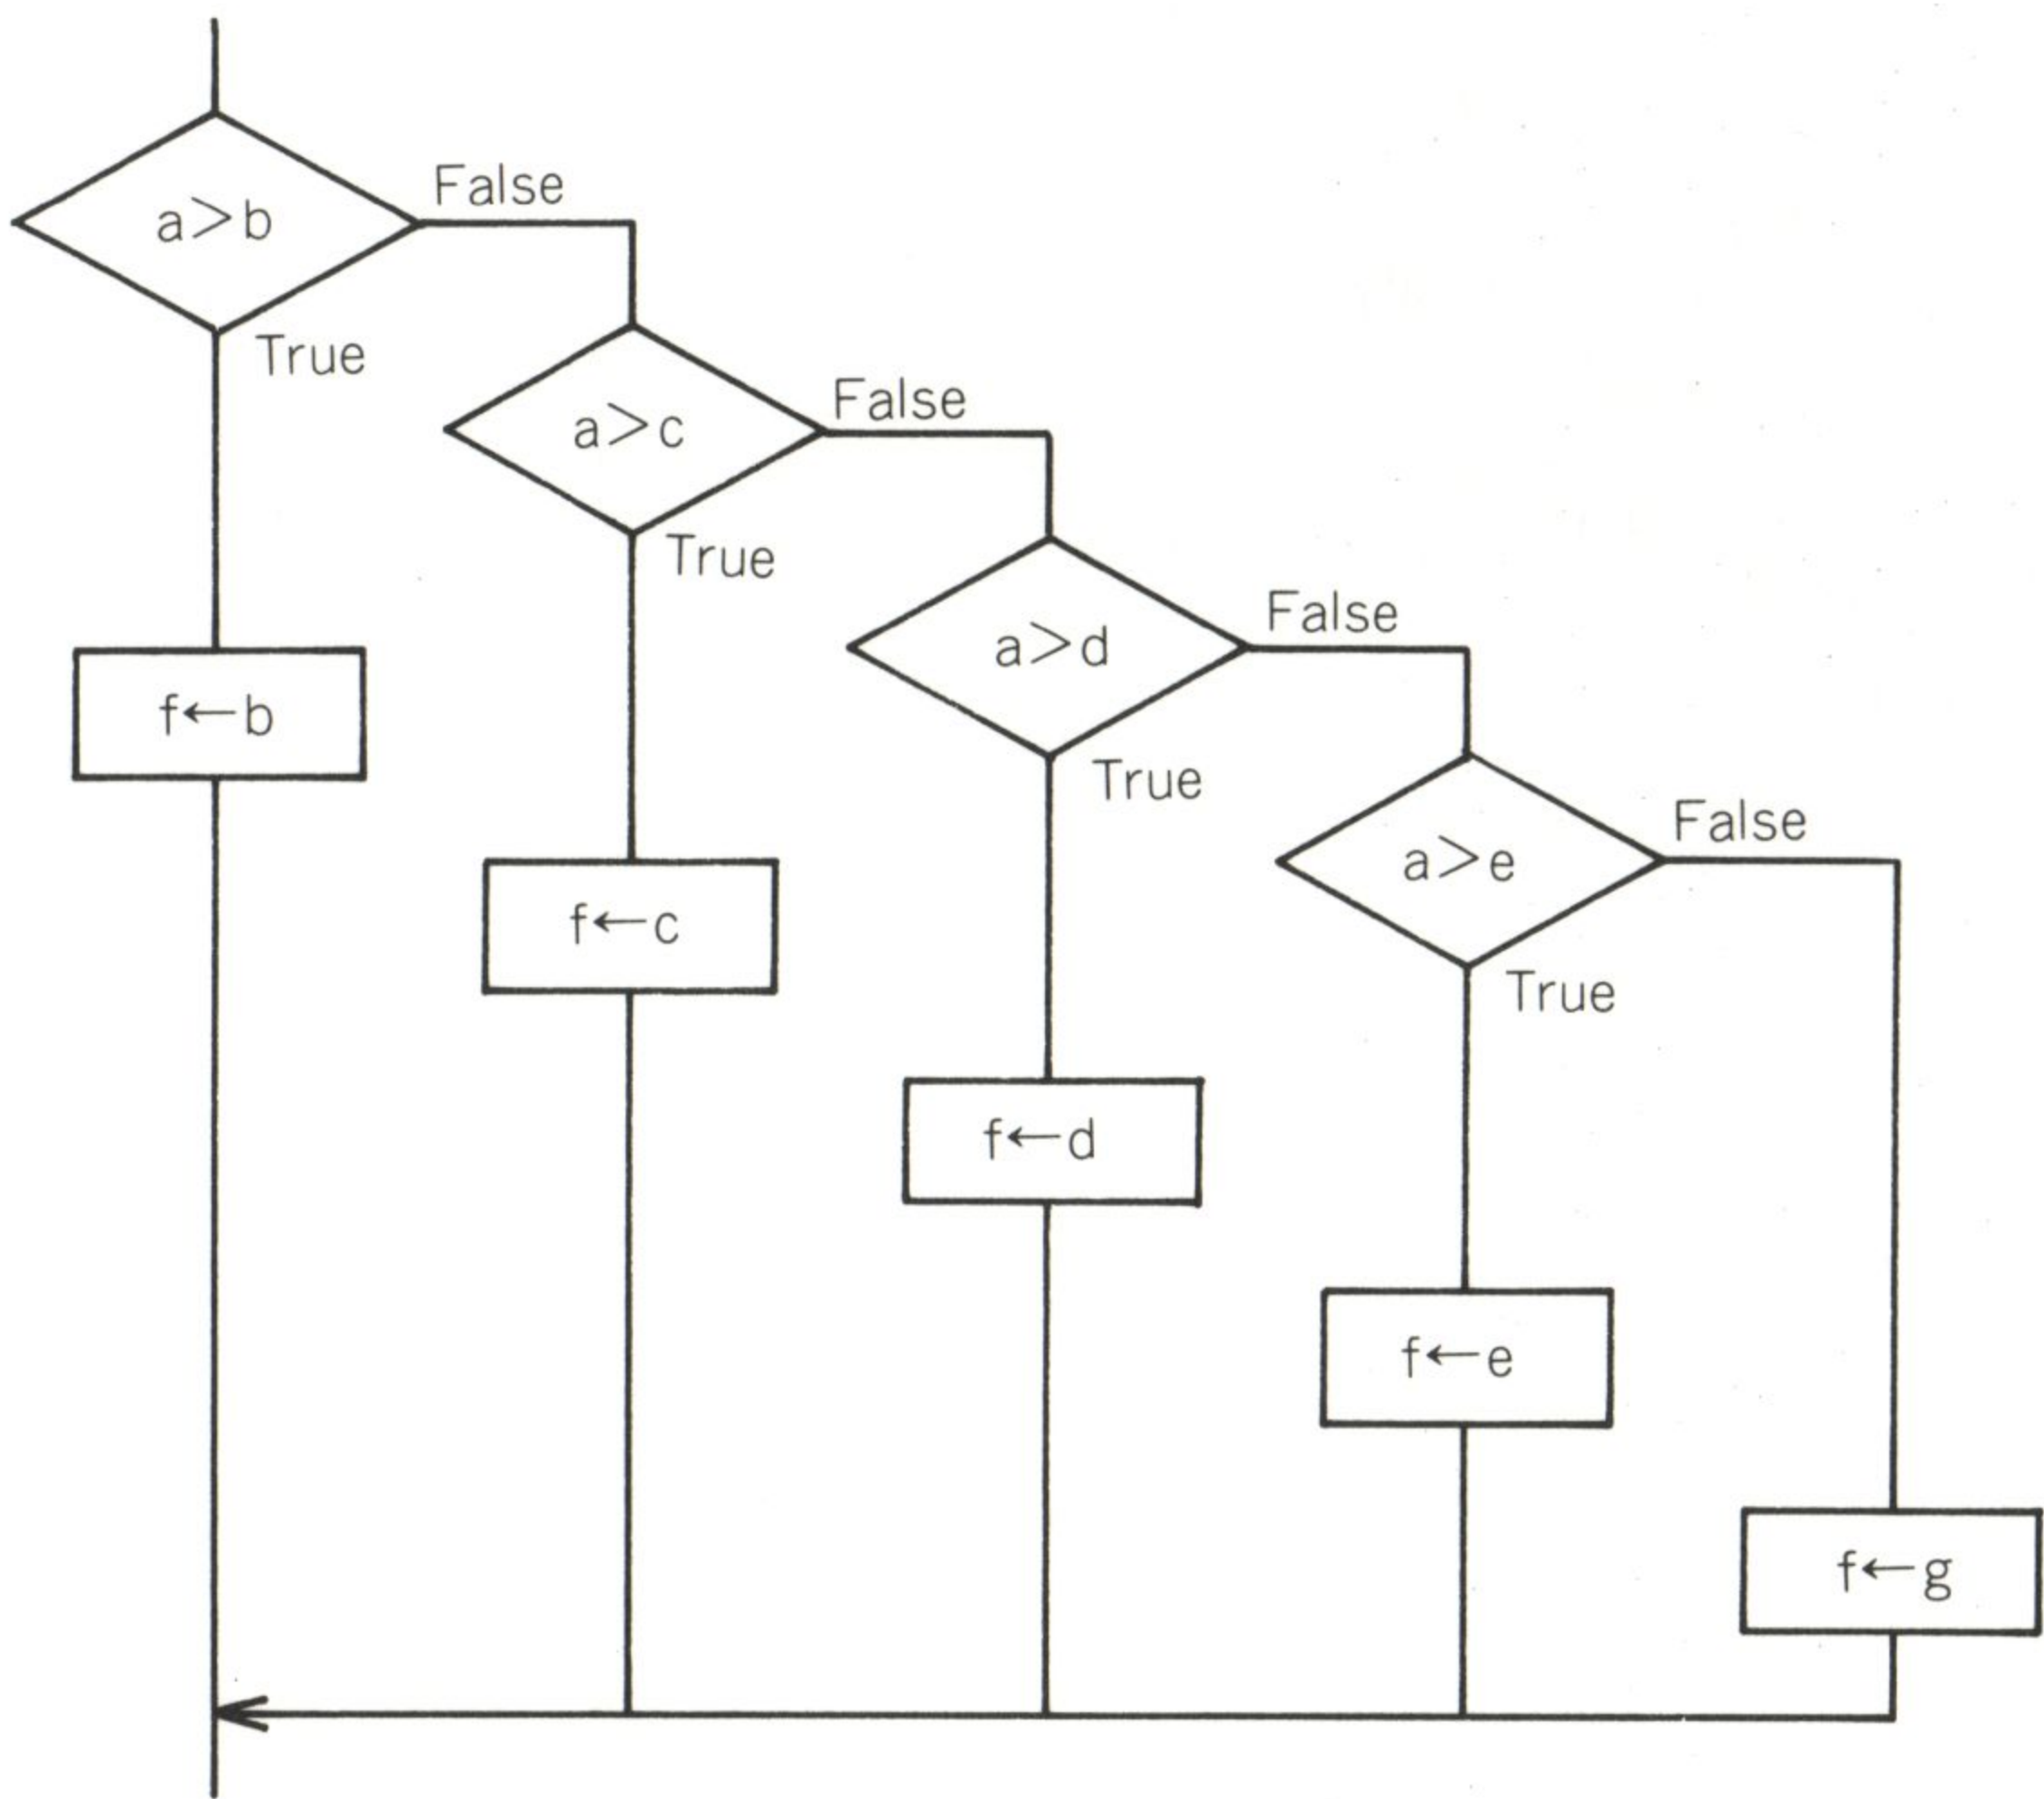 a>b
False
True
a>c
False
True
a>d
False
True
a>e
False
True
f←b
f←c
f←d
f←e
f←g